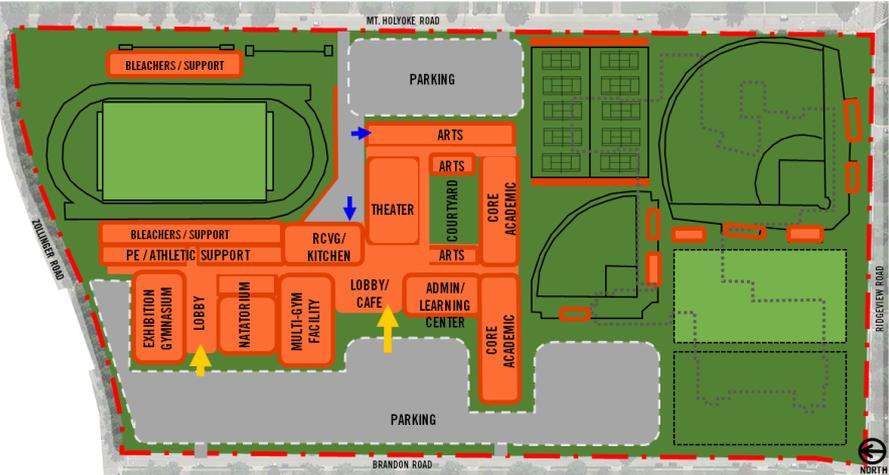 MT. HOLYOKE ROAD
BLEACHERS / SUPPORT
PARKING
ARTS
ARTS
THEATER
COURTYARD
CORE
ACADEMIC
ZOLLINGER ROAD
BLEACHERS / SUPPORT
RCVG/
KITCHEN
PE / ATHLETIC SUPPORT
ARTS
EXHIBITION
GYMNASIUM
LOBBY
NATATORIUM
MULTI-GYM
FACILITY
LOBBY/
CAFE
ADMIN/
LEARNING
CENTER
CORE
ACADEMIC
RIDGEVIEW ROAD
PARKING
BRANDON ROAD
NORTH